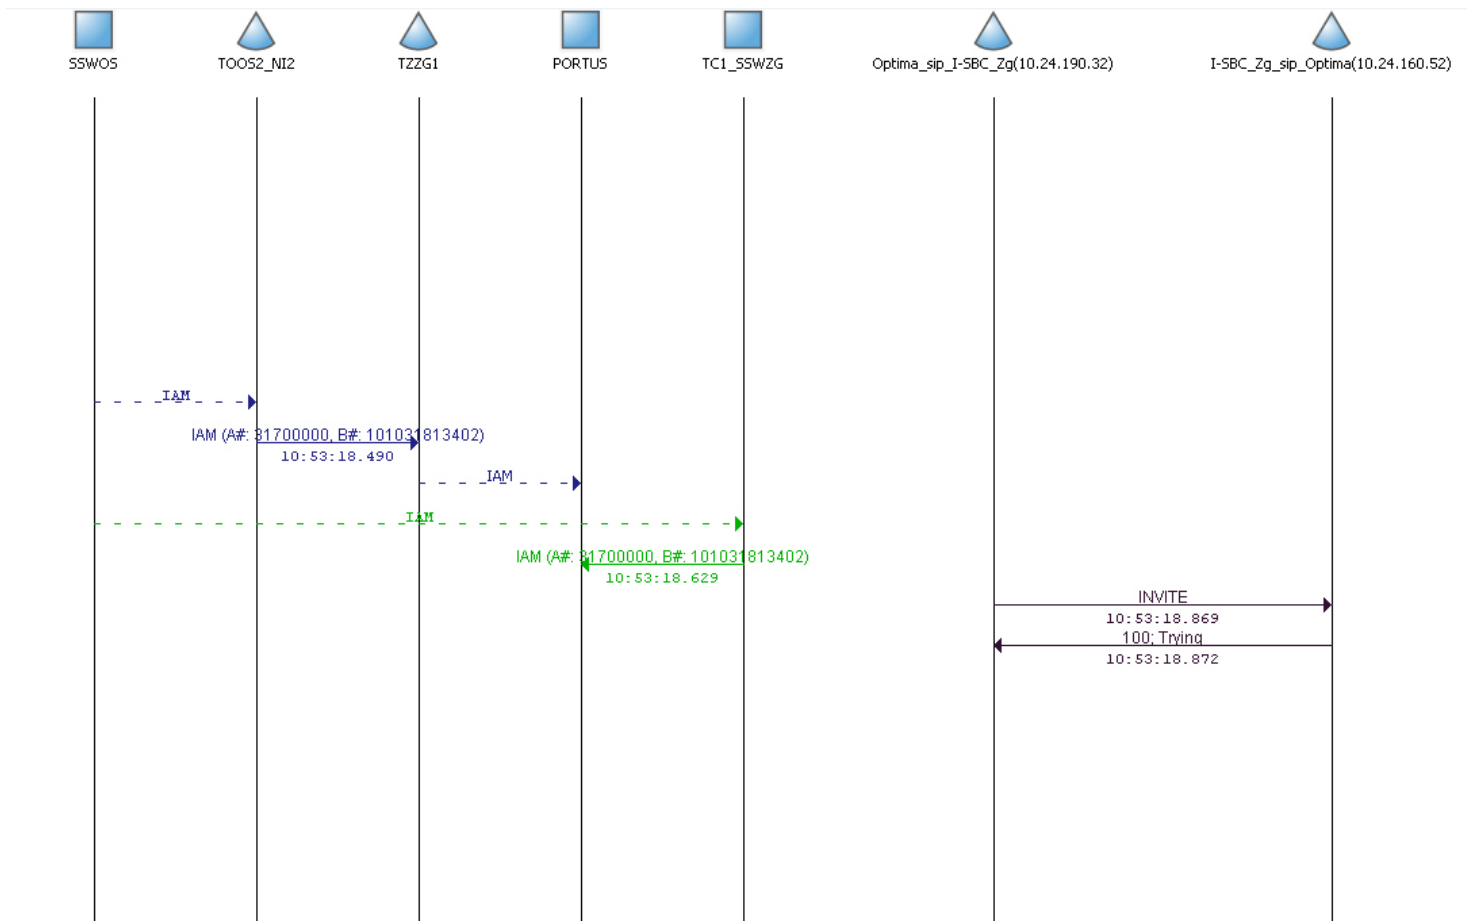 SSWOS
TOOS2_NI2
TZZG1
PORTUS
TC1_SSWZG
Optima_sip_I-SBC_Zg(10.24.190.32)
I-SBC_Zg_sip_Optima(10.24.160.52)
IAM
IAM (A#: 31700000, B#: 101031813402)
10:53:18.490
IAM
IAM
IAM (A#: 31700000, B#: 101031813402)
10:53:18.629
INVITE
10:53:18.869
100; Trying
10:53:18.872